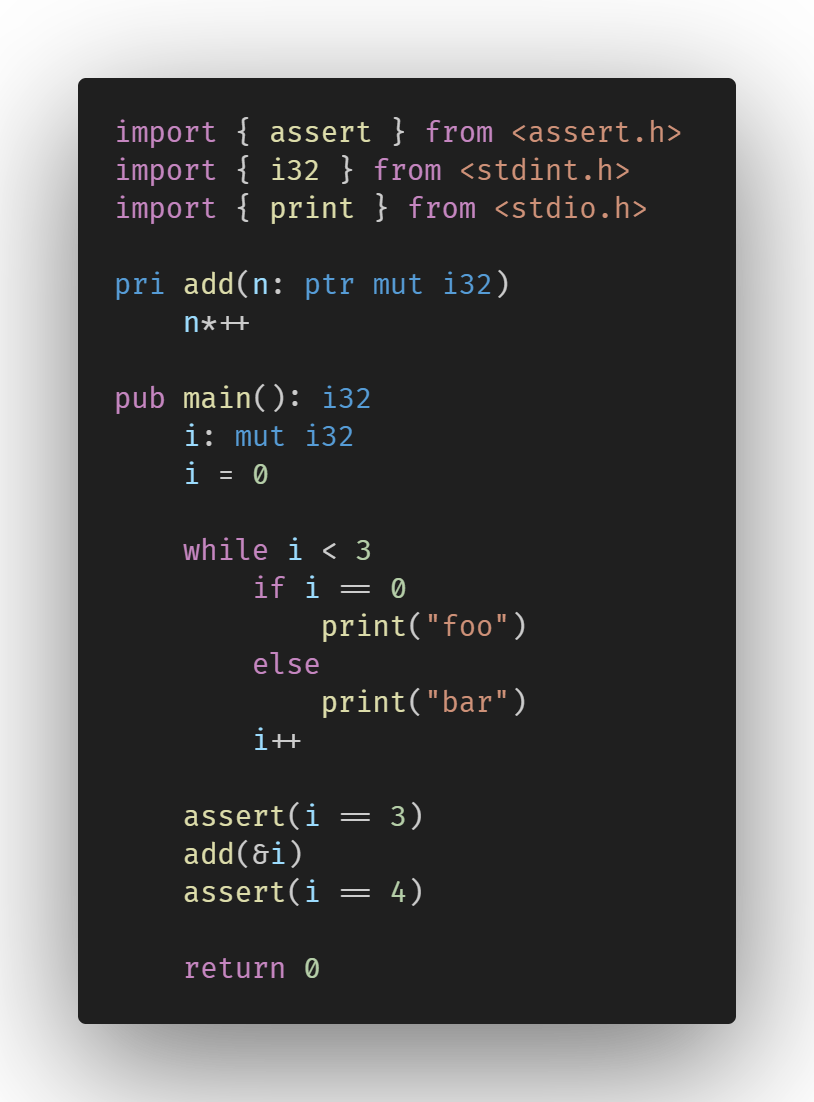 import { assert } from <assert.h>
import { i32 } from <stdint.h>
import { print } from <stdio.h>

pri add(n: ptr mut i32)
    n*++

pub main(): i32
    i: mut i32
    i = 0

    while i < 3
        if i == 0
            print("foo")
        else
            print("bar")
        i++

    assert(i == 3)
    add(&i)
    assert(i == 4)

    return 0